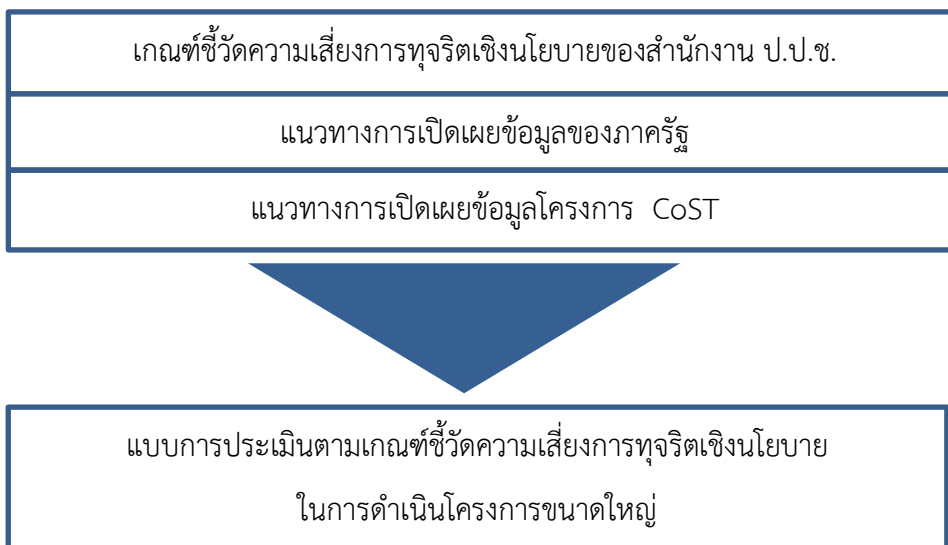 เกณฑ์ชี้วัดความเสี่ยงการทุจริตเชิงนโยบายของสำนักงาน ป.ป.ช.
แนวทางการเปิดเผยข้อมูลของภาครัฐ
แนวทางการเปิดเผยข้อมูลโครงการ CoST
แบบการประเมินตามเกณฑ์ชี้วัดความเสี่ยงการทุจริตเชิงนโยบาย
ในการดำเนินโครงการขนาดใหญ่